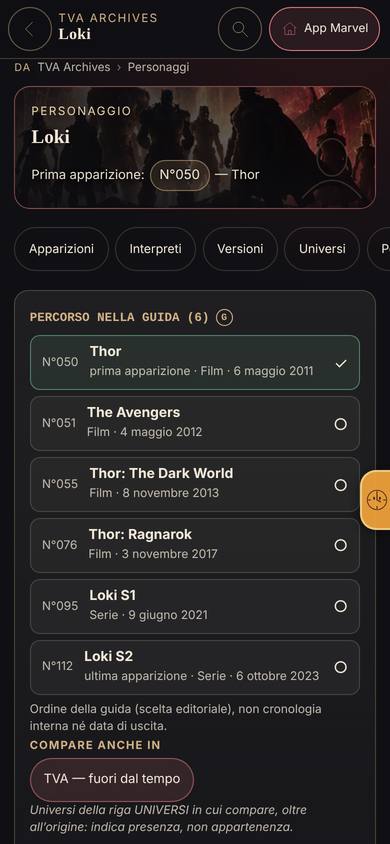 TVA ARCHIVES
Loki
App Marvel
DA TVA Archives › Personaggi
PERSONAGGIO
Loki
Prima apparizione: N°050 — Thor
Apparizioni
Interpreti
Versioni
Universi
PERCORSO NELLA GUIDA (6) G
N°050
Thor
prima apparizione · Film · 6 maggio 2011
N°051
The Avengers
Film · 4 maggio 2012
N°055
Thor: The Dark World
Film · 8 novembre 2013
N°076
Thor: Ragnarok
Film · 3 novembre 2017
N°095
Loki S1
Serie · 9 giugno 2021
N°112
Loki S2
ultima apparizione · Serie · 6 ottobre 2023
Ordine della guida (scelta editoriale), non cronologia
interna né data di uscita.
COMPARE ANCHE IN
TVA — fuori dal tempo
Universi della riga UNIVERSI in cui compare, oltre
all'origine: indica presenza, non appartenenza.